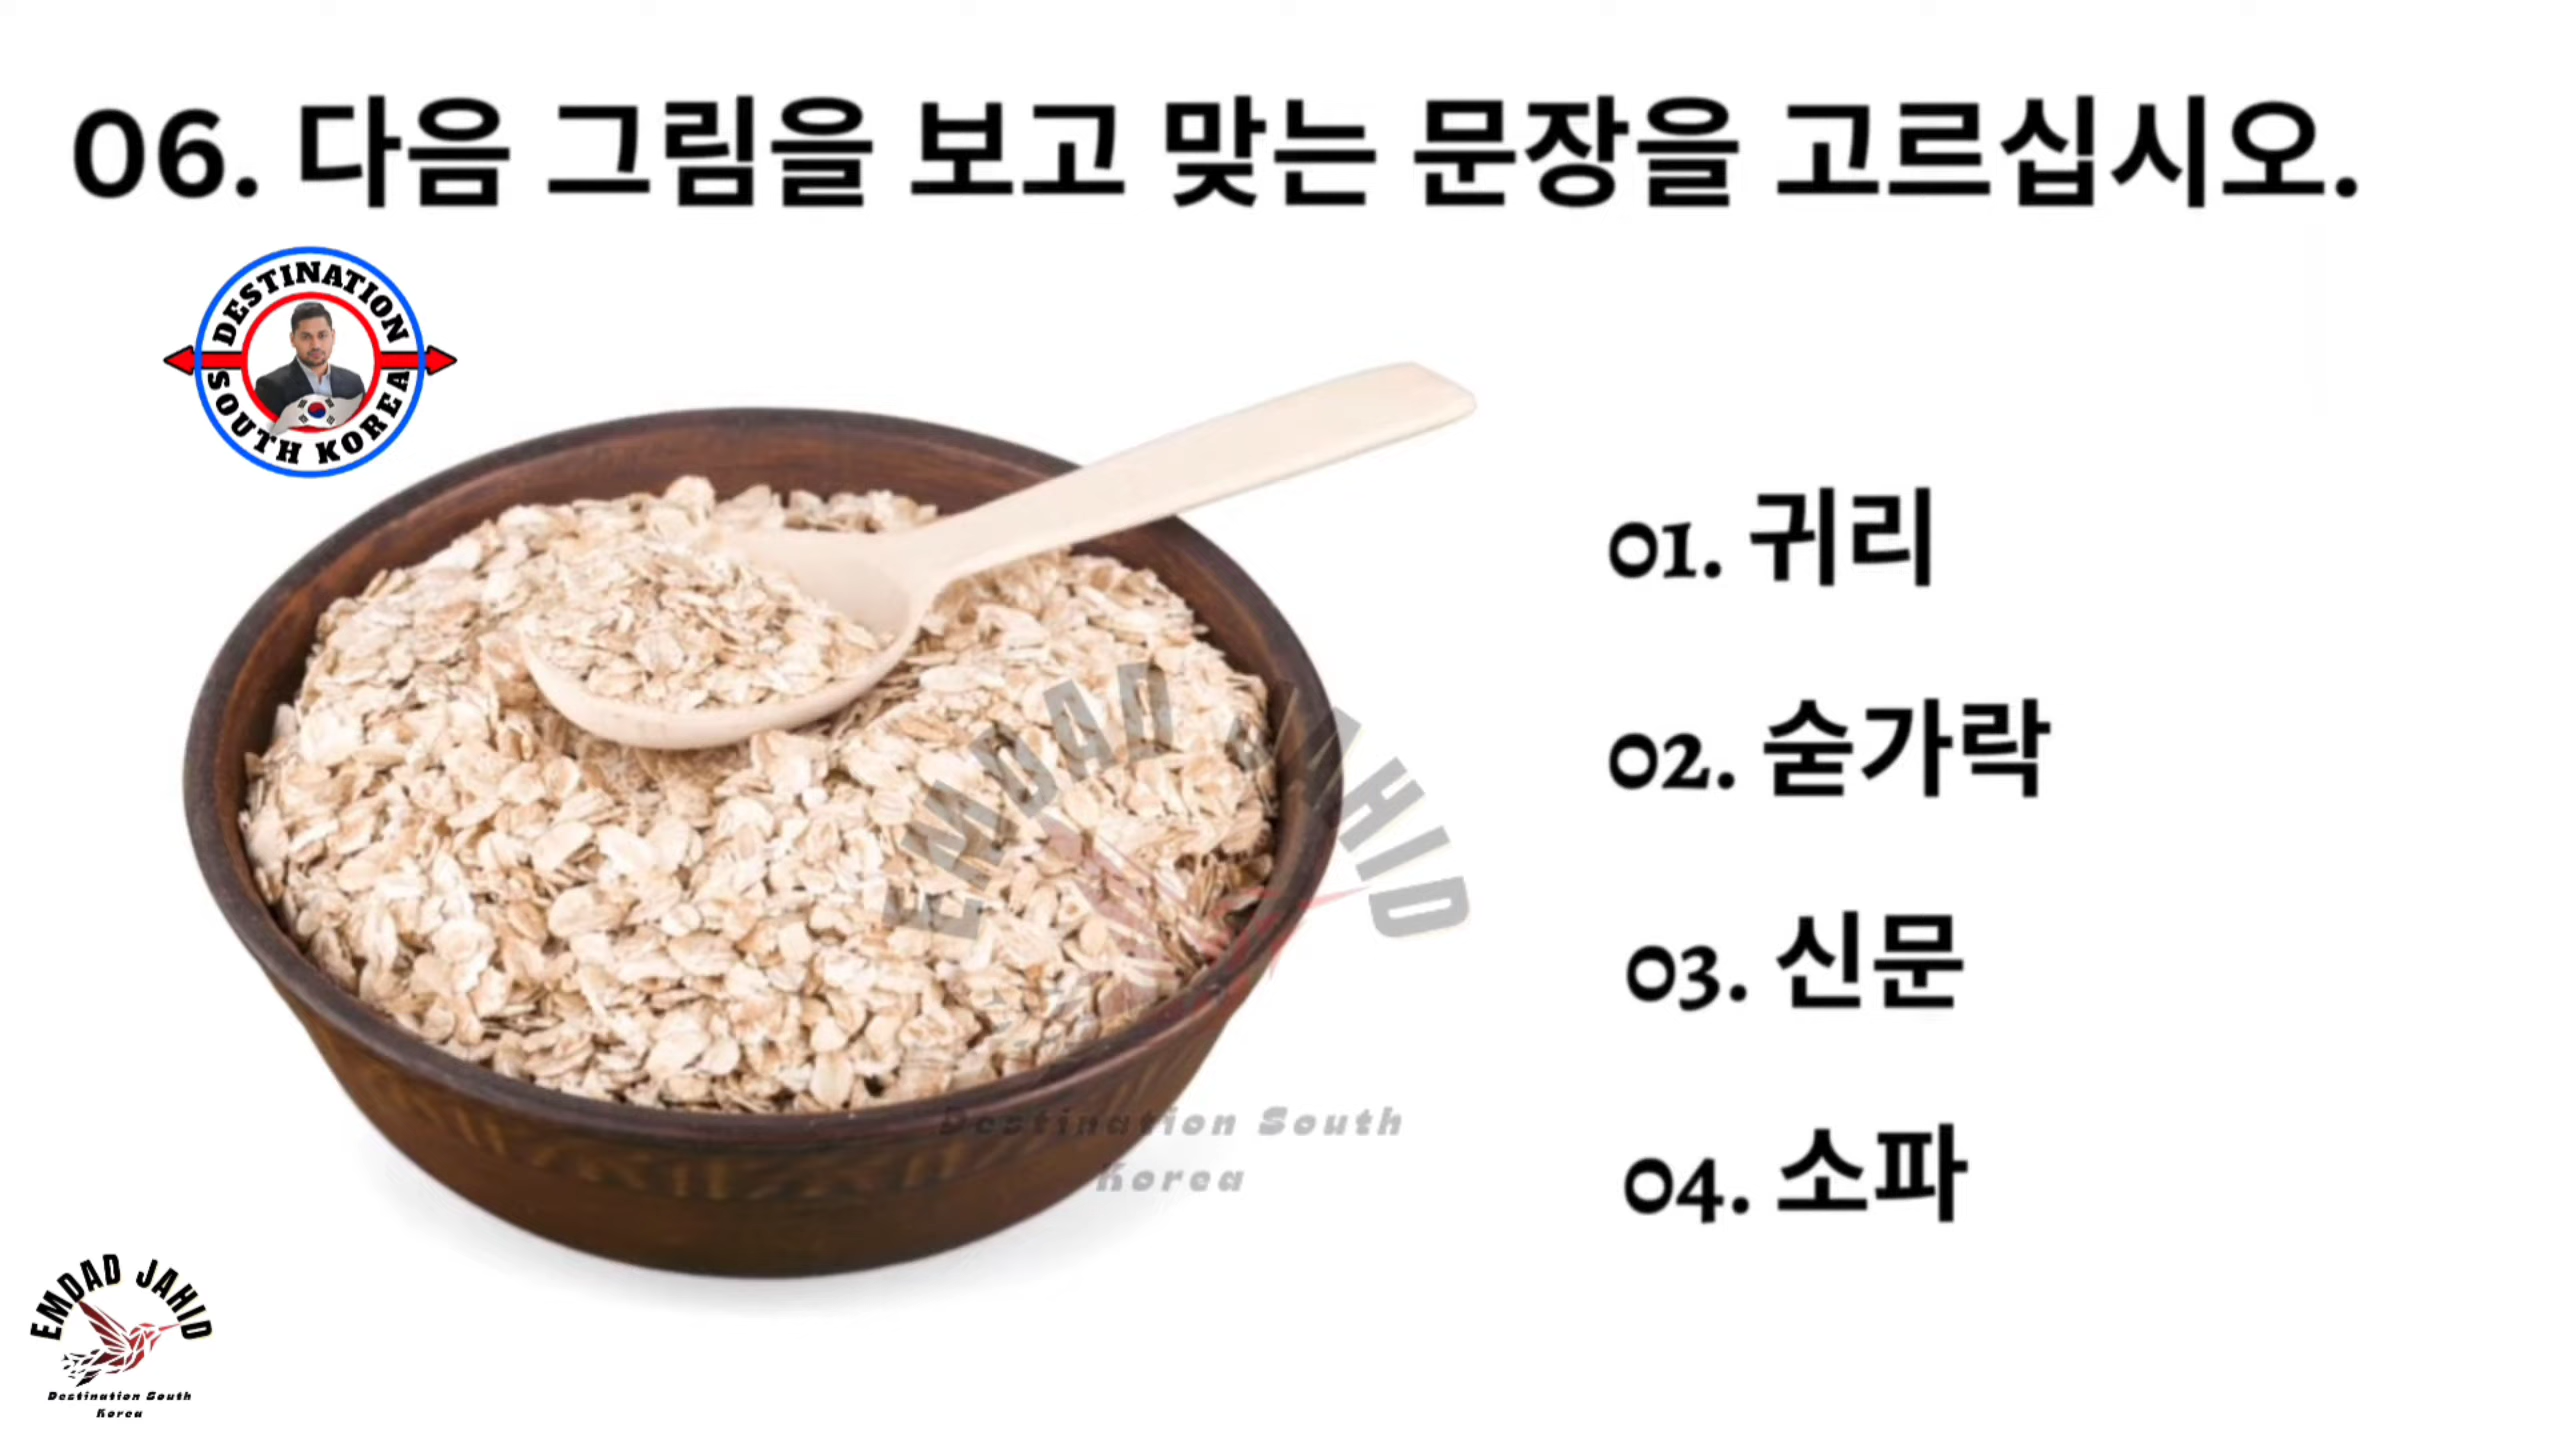 06. 다음 그림을 보고 맞는 문장을 고르십시오.
DESTINATION
SOUTH KOREA
01. 귀리
02. 숟가락
03. 신문
04. 소파
EMDAD JAHID
Destination South
Korea
EMDAD JAHID
Destination South
Korea